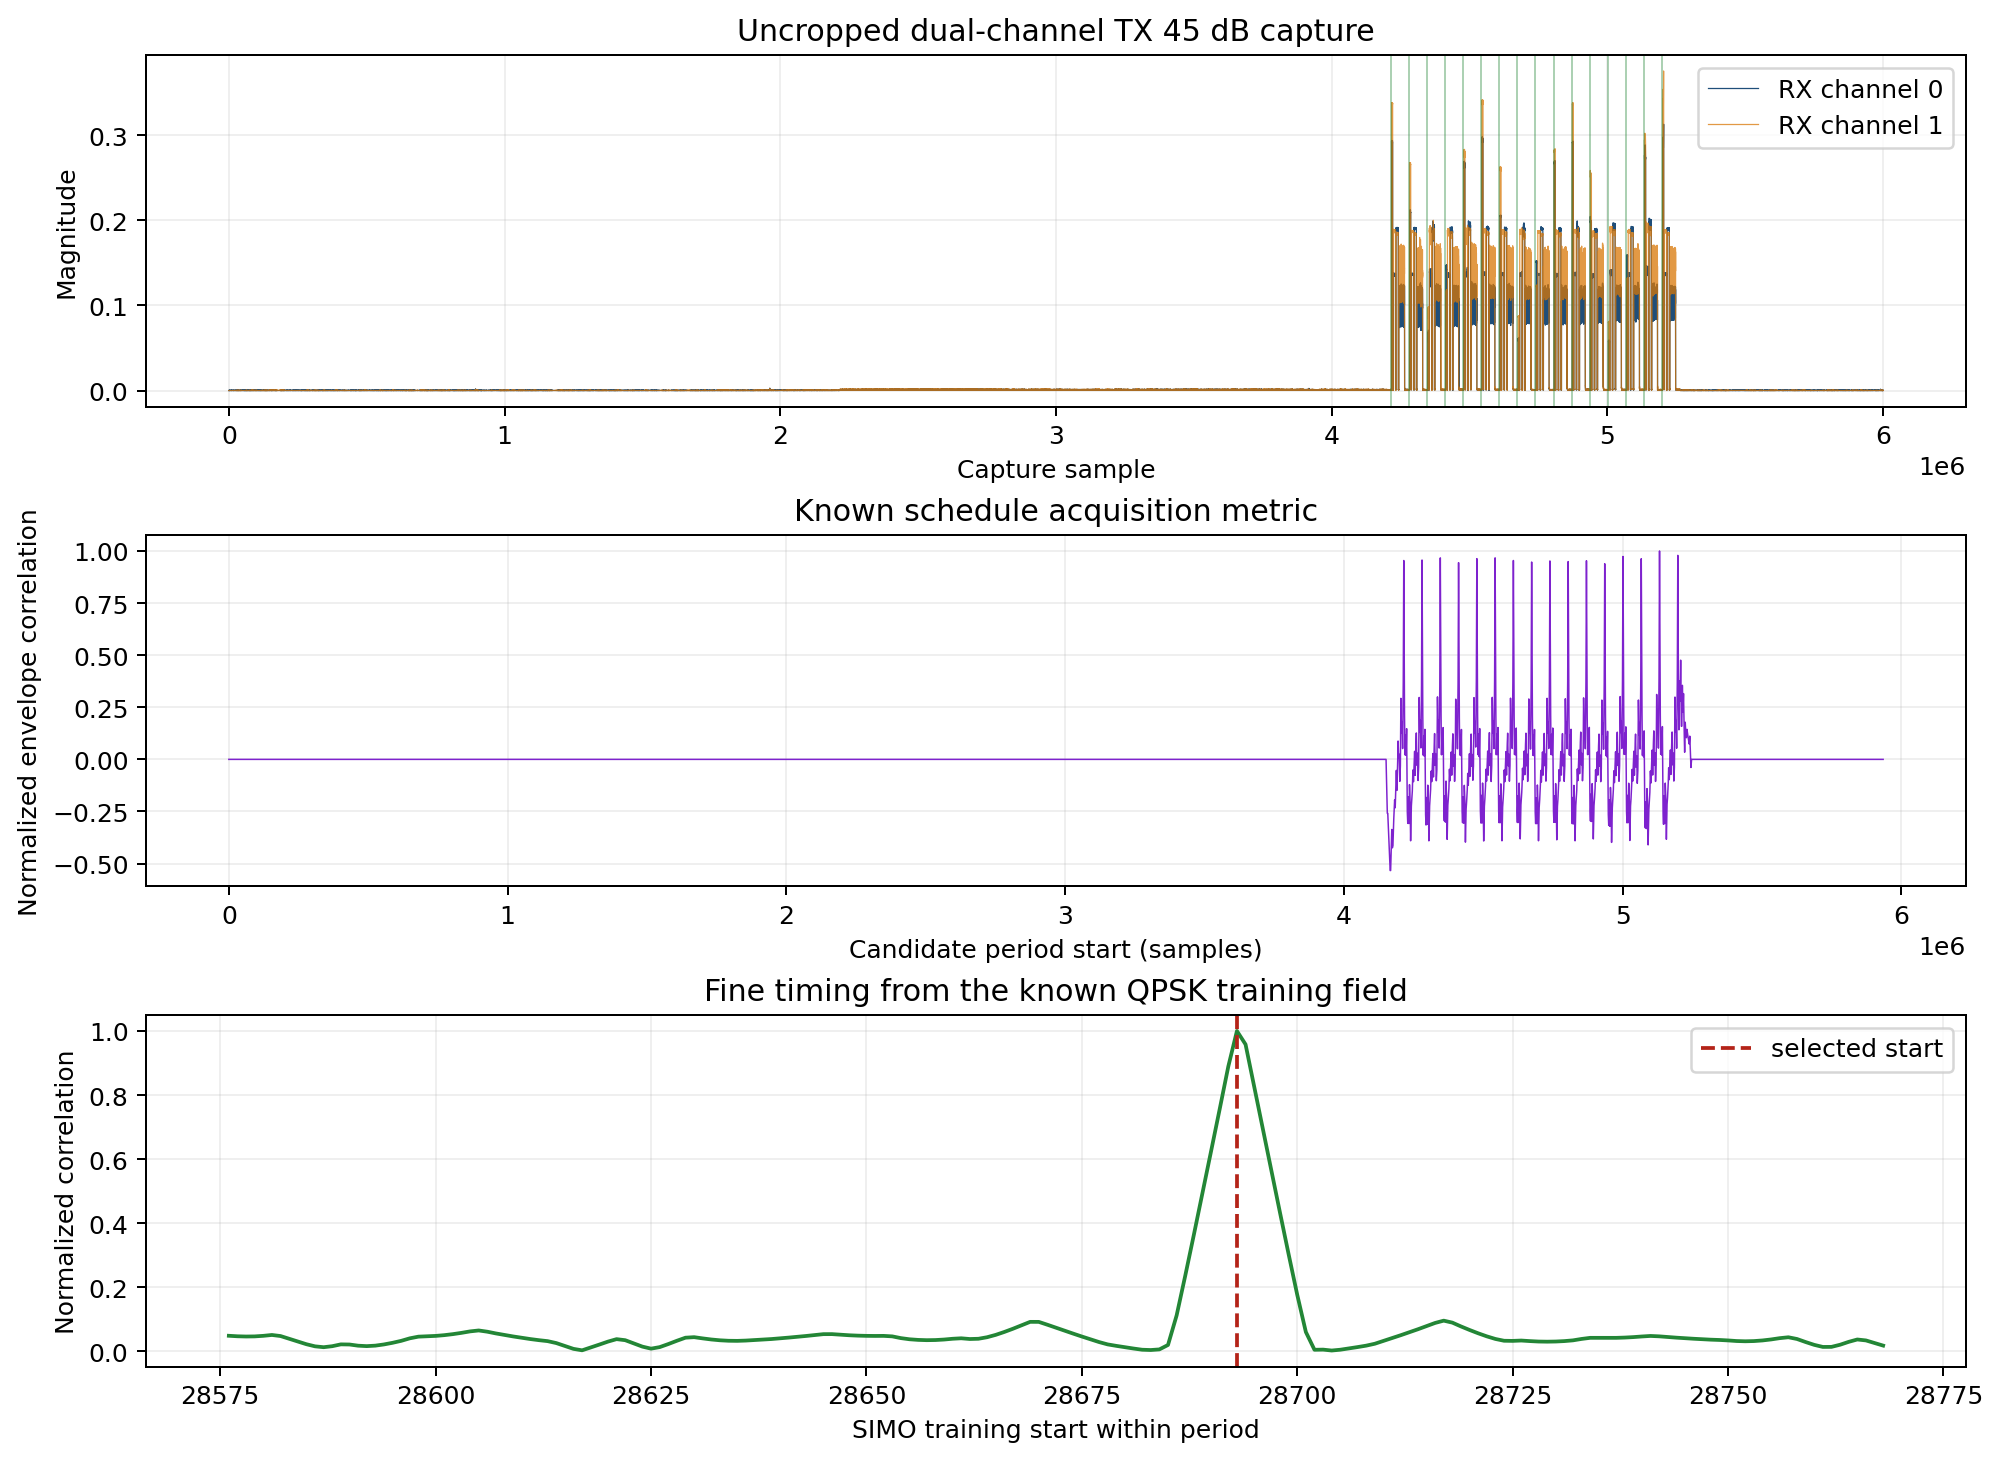 Uncropped dual-channel TX 45 dB capture
Magnitude
0.3
0.2
0.1
0.0
RX channel 0
RX channel 1
0 1 2 3 4 5 6
1e6
Capture sample
Known schedule acquisition metric
Normalized envelope correlation
1.00
0.75
0.50
0.25
0.00
−0.25
−0.50
0 1 2 3 4 5 6
1e6
Candidate period start (samples)
Fine timing from the known QPSK training field
Normalized correlation
1.0
0.8
0.6
0.4
0.2
0.0
selected start
28575 28600 28625 28650 28675 28700 28725 28750 28775
SIMO training start within period